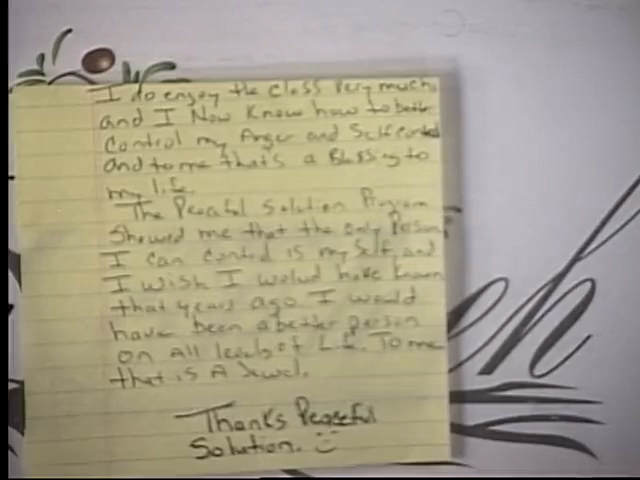 I do enjoy the class very much,
and I Now Know how to better
Control my Anger and Self control
And to me that's a Blessing to
my life.
The Peaceful Solution Program
Showed me that the only Person
I can control is my Self, and
I wish I wolud have known
that years ago I would
have been a better person
on all levels of Life. To me
that is A Jewel.
Thanks Peaceful
Solution.
eh